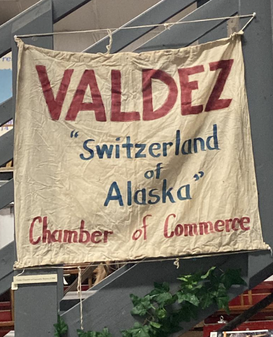 VALDEZ
"Switzerland
of
Alaska"
Chamber of Commerce